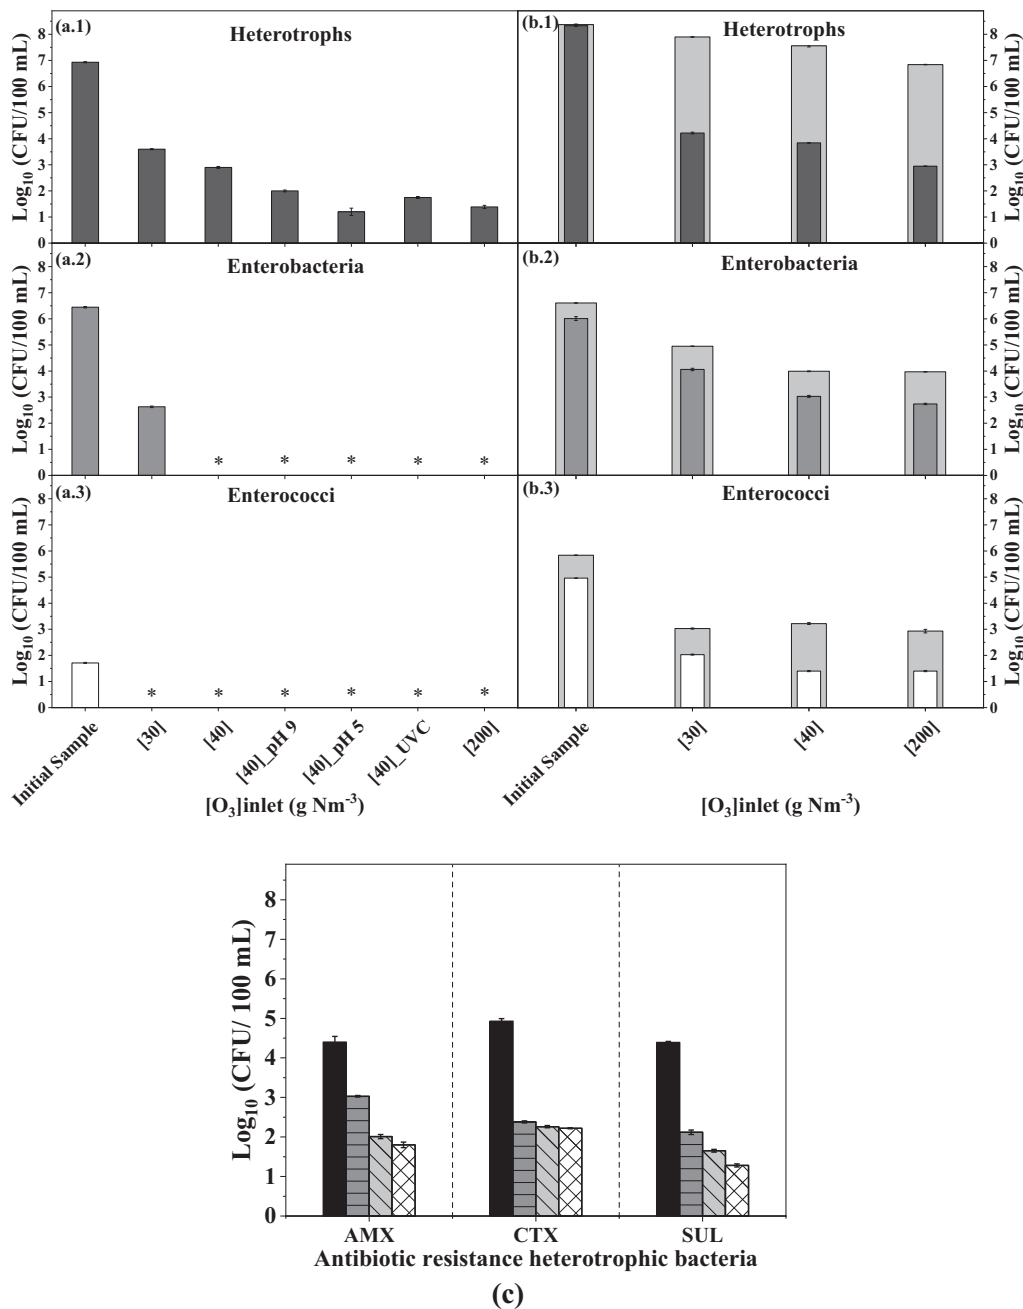 (a.1)
Heterotrophs
Log10 (CFU/100 mL)
8
7
6
5
4
3
2
1
0
(b.1)
Heterotrophs
8
7
6
5
4
3
2
1
0
Log10 (CFU/100 mL)
(a.2)
Enterobacteria
Log10 (CFU/100 mL)
8
7
6
5
4
3
2
1
0
* * * * *
(b.2)
Enterobacteria
8
7
6
5
4
3
2
1
0
Log10 (CFU/100 mL)
(a.3)
Enterococci
Log10 (CFU/100 mL)
8
7
6
5
4
3
2
1
0
* * * * * *
(b.3)
Enterococci
8
7
6
5
4
3
2
1
0
Log10 (CFU/100 mL)
Initial Sample
[30]
[40]
[40]_pH 9
[40]_pH 5
[40]_UVC
[200]
[O3]inlet (g Nm-3)
Initial Sample
[30]
[40]
[200]
[O3]inlet (g Nm-3)
Log10 (CFU/ 100 mL)
8
7
6
5
4
3
2
1
0
AMX CTX SUL
Antibiotic resistance heterotrophic bacteria
(c)